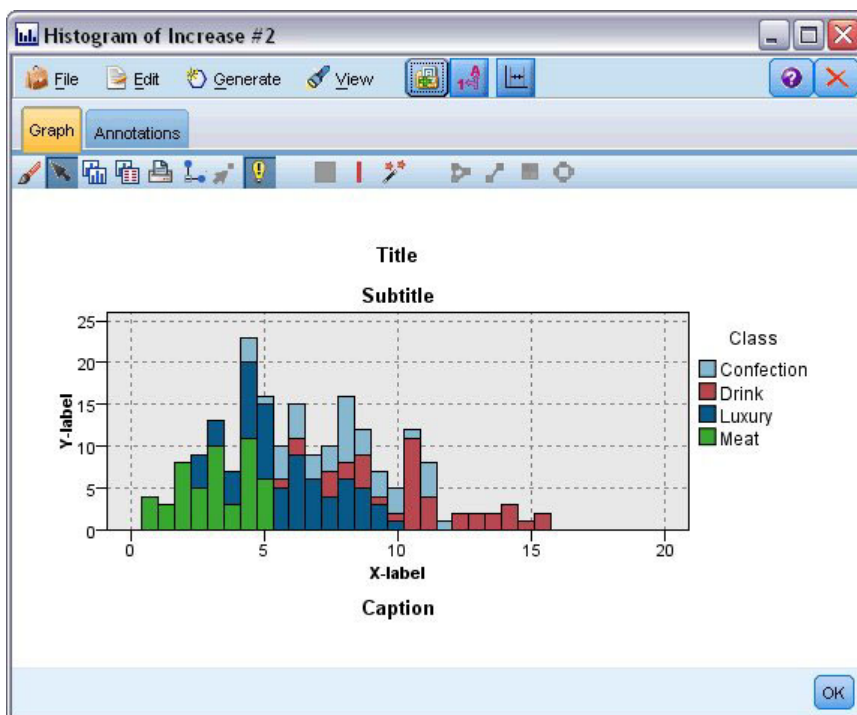 Histogram of Increase #2
File Edit Generate View
Graph Annotations
Title
Subtitle
25
20
15
10
5
0
Y-label
0 5 10 15 20
X-label
Caption
Class
Confection
Drink
Luxury
Meat
OK